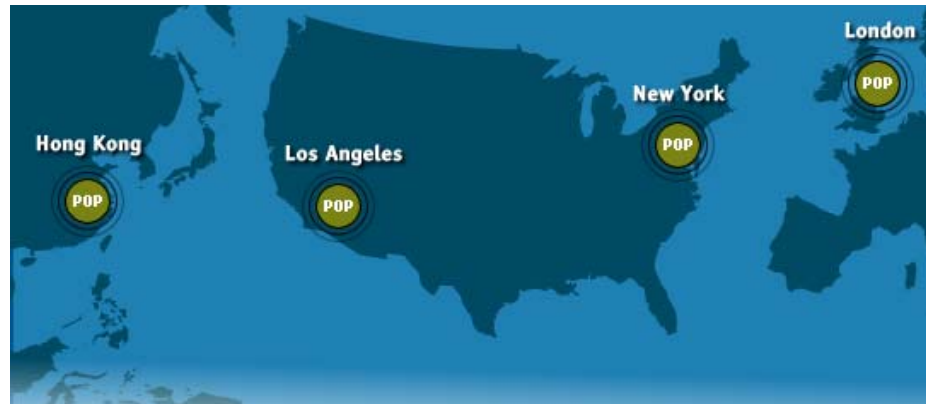 London
POP
New York
POP
Hong Kong
POP
Los Angeles
POP